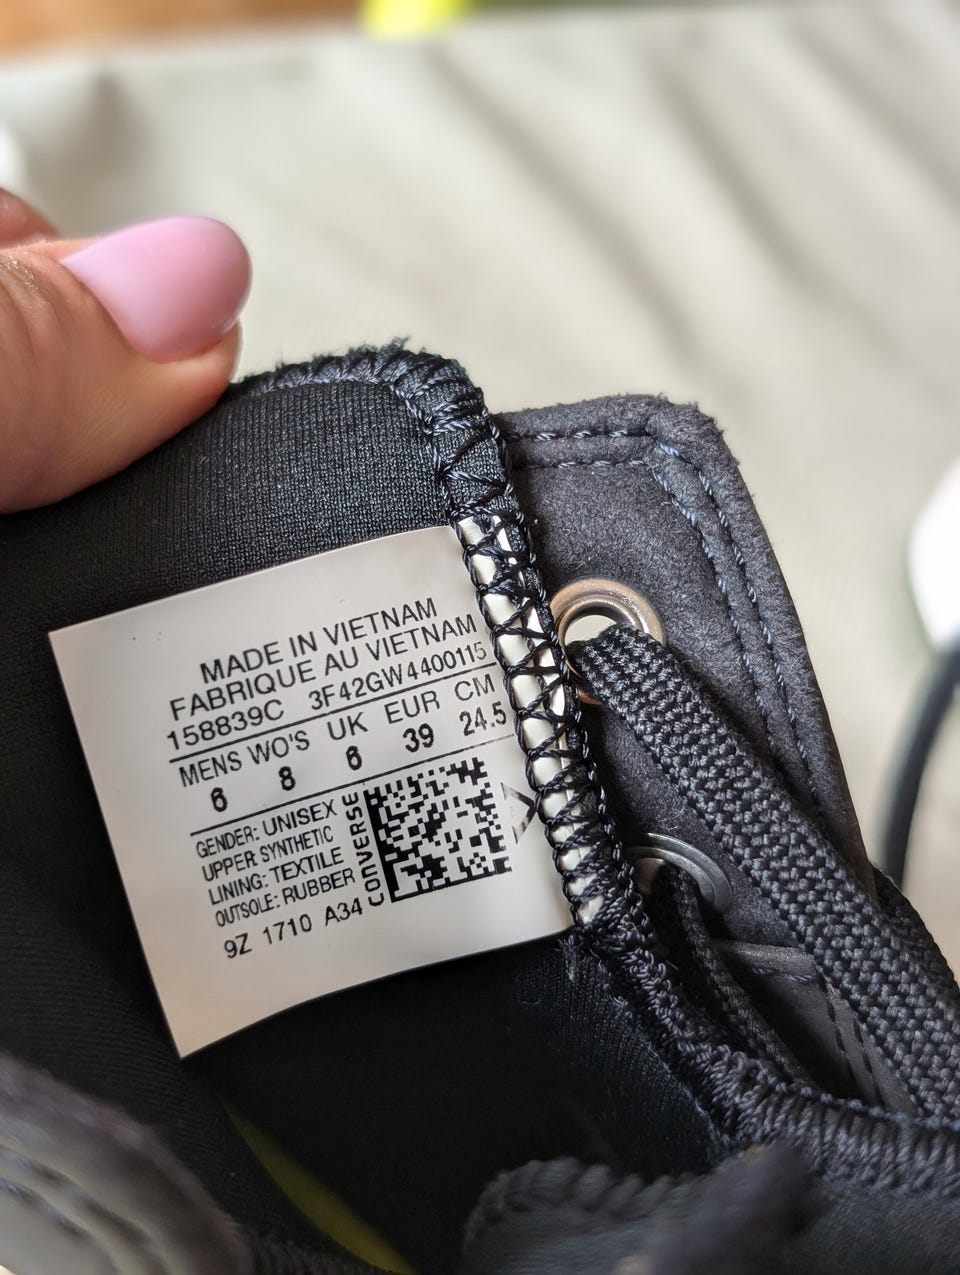 MADE IN VIETNAM
FABRIQUE AU VIETNAM
158839C 3F42GW4400115
MENS WO'S UK EUR CM
6 8 6 39 24.5
GENDER: UNISEX
UPPER: SYNTHETIC
LINING: TEXTILE
OUTSOLE: RUBBER
9Z 1710 A34
CONVERSE